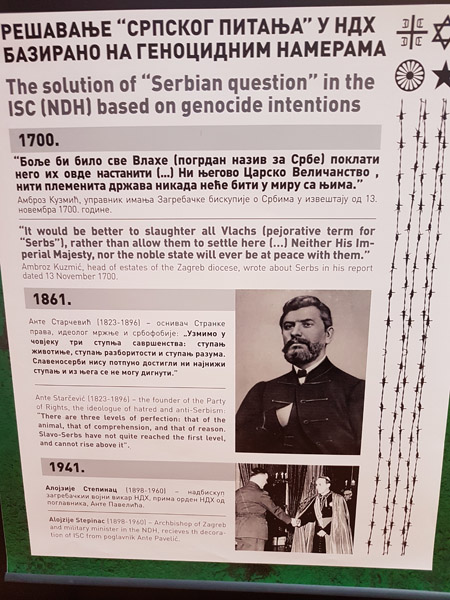 РЕШАВАЊЕ “СРПСКОГ ПИТАЊА” У НДХ
БАЗИРАНО НА ГЕНОЦИДНИМ НАМЕРАМА
The solution of “Serbian question” in the
ISC (NDH) based on genocide intentions
1700.
“Боље би било све Влахе (погрдан назив за Србе) поклати
него их овде настанити (...) Ни његово Царско Величанство ,
нити племенита држава никада неће бити у миру са њима.”
Амброз Кузмић, управник имања Загребачке бискупије о Србима у извештају од 13.
новембра 1700. године.
“It would be better to slaughter all Vlachs (pejorative term for
“Serbs”), rather than allow them to settle here (...) Neither His Im-
perial Majesty, nor the noble state will ever be at peace with them.”
Ambroz Kuzmić, head of estates of the Zagreb diocese, wrote about Serbs in his report
dated 13 November 1700.
1861.
Анте Старчевић (1823-1896) – оснивач Странке
права, идеолог мржње и србофобије: „Узмимо у
човјеку три ступња савршенства: ступањ
животиње, ступањ разборитости и ступањ разума.
Славеносерби нису потпуно достигли ни најнижи
ступањ и из њега се не могу дигнути.”
Ante Starčević (1823-1896) – the founder of the Party
of Rights, the ideologue of hatred and anti-Serbism:
“There are three levels of perfection: that of the
animal, that of comprehension, and that of reason.
Slavo-Serbs have not quite reached the first level,
and cannot rise above it”.
1941.
Алојзије Степинац (1898-1960) – надбискуп
загребачкии војни викар НДХ, прима орден НДХ од
поглавника, Анте Павелића.
Alojzije Stepinac (1898-1960) – Archbishop of Zagreb
and military minister in the NDH, recieves th decora-
tion of ISC from poglavnik Ante Pavelić.